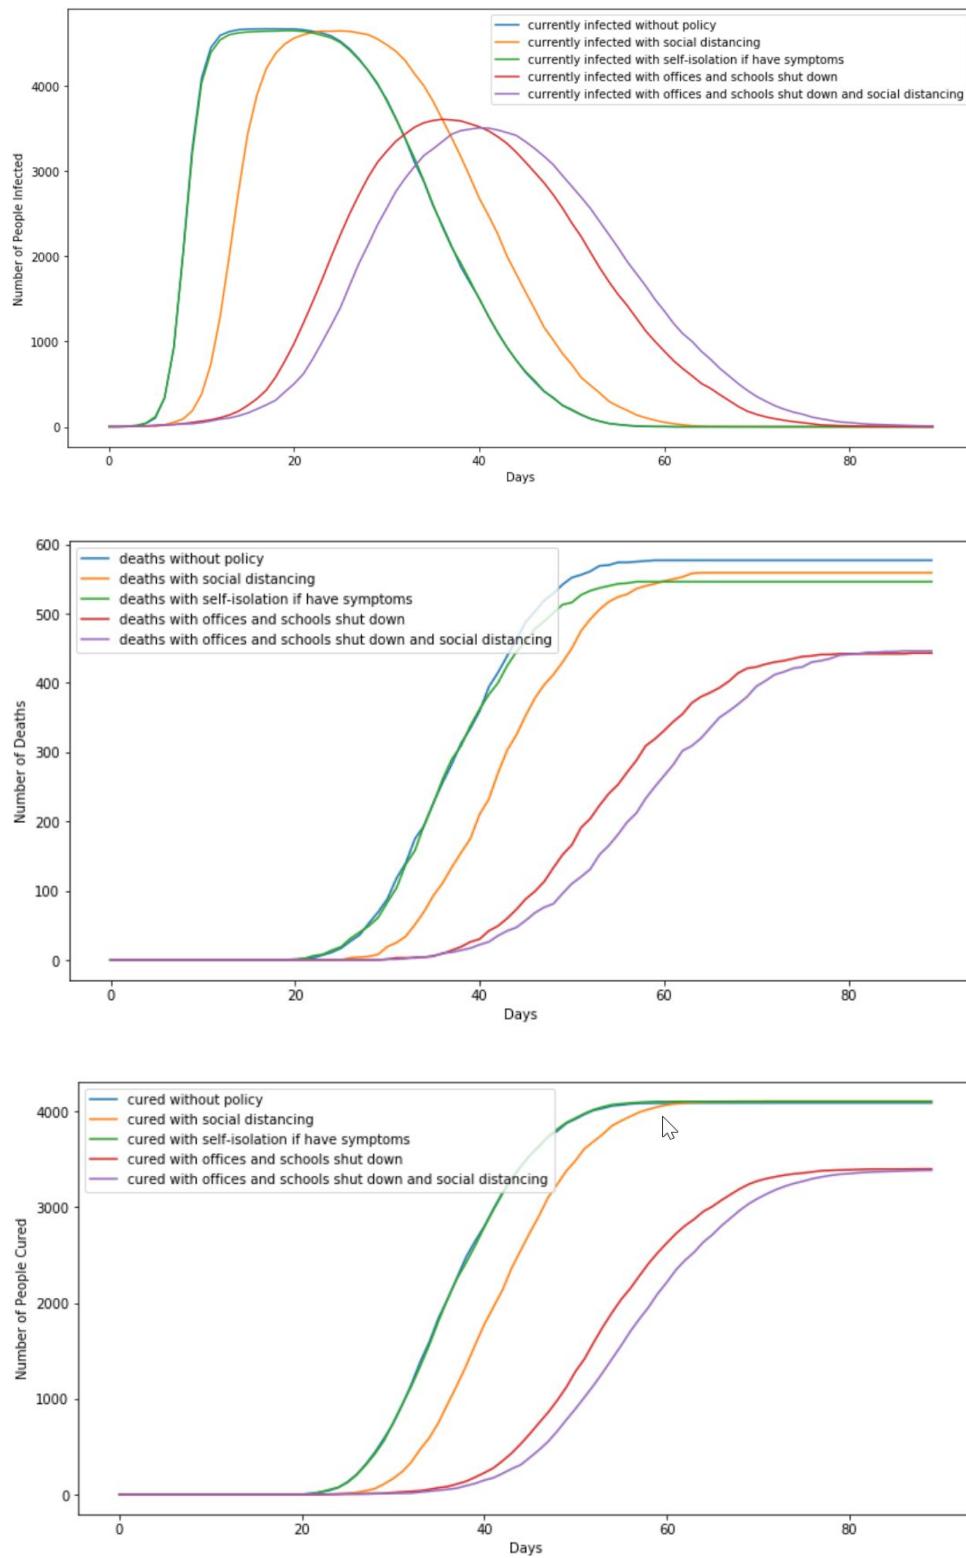 currently infected without policy
currently infected with social distancing
currently infected with self-isolation if have symptoms
currently infected with offices and schools shut down
currently infected with offices and schools shut down and social distancing
4000
3000
2000
1000
0
Number of People Infected
0 20 40 60 80
Days
deaths without policy
deaths with social distancing
deaths with self-isolation if have symptoms
deaths with offices and schools shut down
deaths with offices and schools shut down and social distancing
600
500
400
300
200
100
0
Number of Deaths
0 20 40 60 80
Days
cured without policy
cured with social distancing
cured with self-isolation if have symptoms
cured with offices and schools shut down
cured with offices and schools shut down and social distancing
4000
3000
2000
1000
0
Number of People Cured
0 20 40 60 80
Days